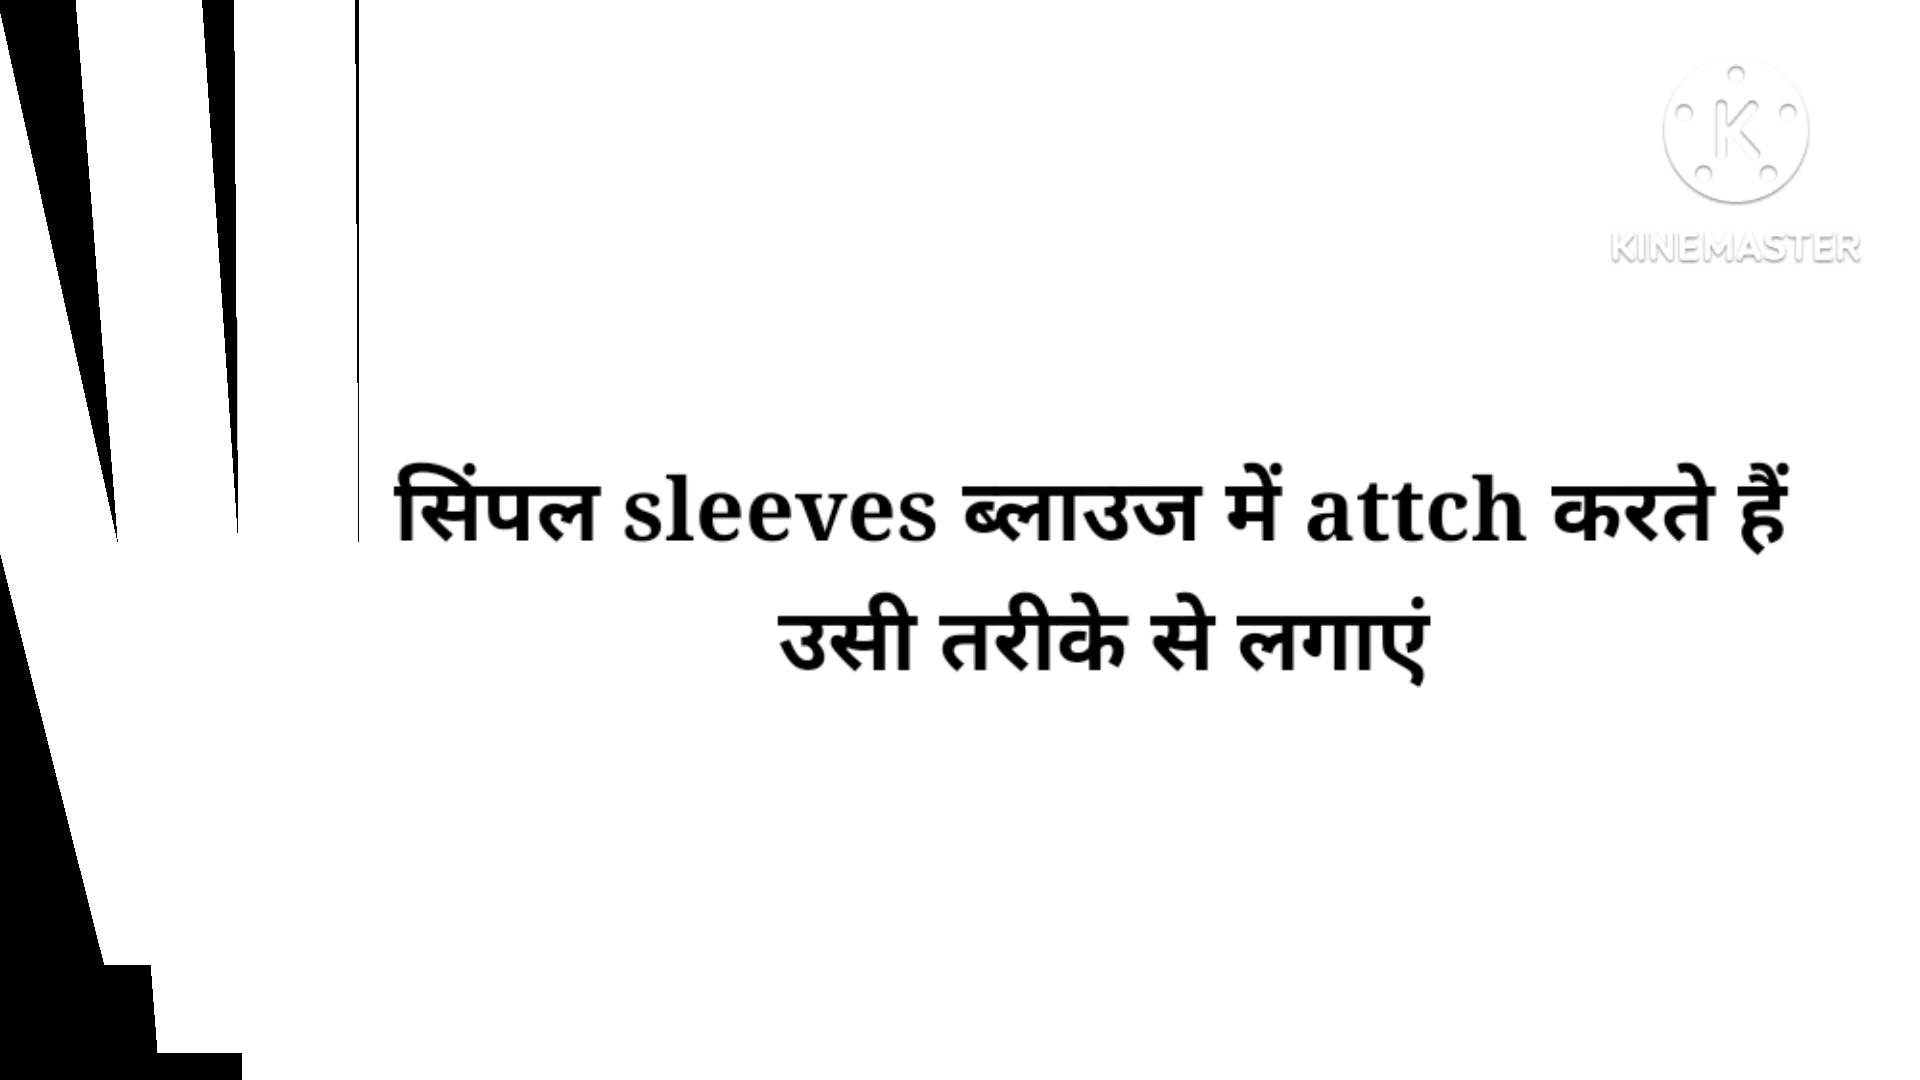 K
KINEMASTER
सिंपल sleeves ब्लाउज में attch करते हैं
उसी तरीके से लगाएं